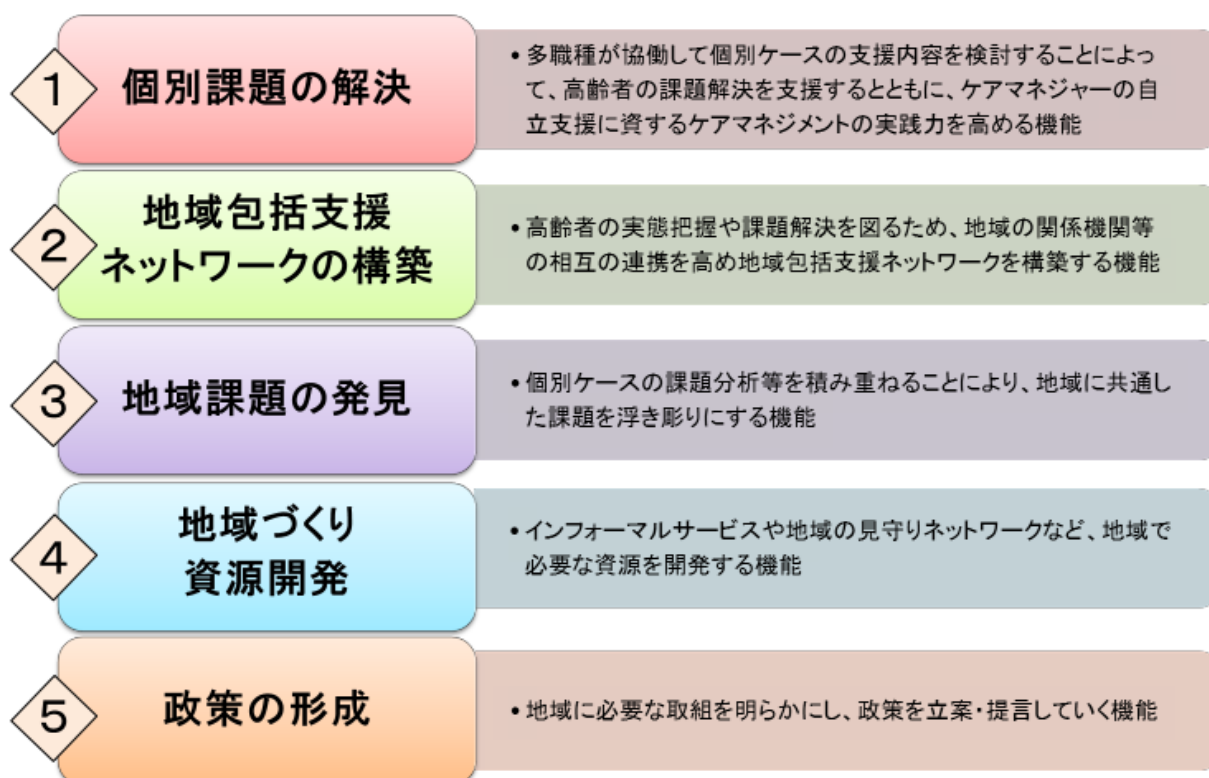 1
個別課題の解決
•多職種が協働して個別ケースの支援内容を検討することによっ
て、高齢者の課題解決を支援するとともに、ケアマネジャーの自
立支援に資するケアマネジメントの実践力を高める機能
2
地域包括支援
ネットワークの構築
•高齢者の実態把握や課題解決を図るため、地域の関係機関等
の相互の連携を高め地域包括支援ネットワークを構築する機能
3
地域課題の発見
•個別ケースの課題分析等を積み重ねることにより、地域に共通し
た課題を浮き彫りにする機能
4
地域づくり
資源開発
•インフォーマルサービスや地域の見守りネットワークなど、地域で
必要な資源を開発する機能
5
政策の形成
•地域に必要な取組を明らかにし、政策を立案・提言していく機能